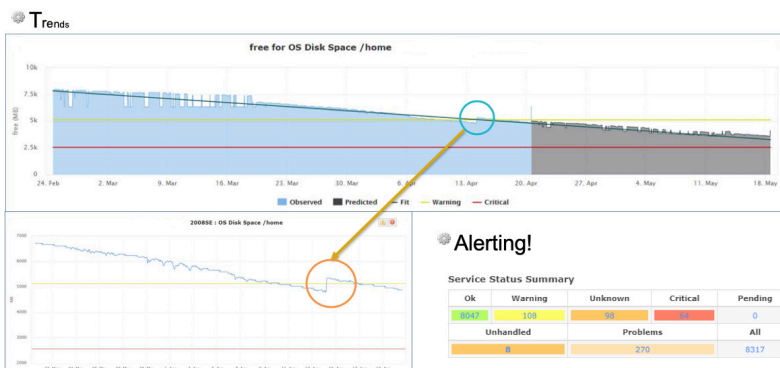 Trends
free for OS Disk Space /home
10k
7.5k
5k
2.5k
0
free (MB)
24. Feb 2. Mar 9. Mar 16. Mar 23. Mar 30. Mar 6. Apr 13. Apr 20. Apr 27. Apr 4. May 11. May 18. May
Observed Predicted Fit Warning Critical
2008SE : OS Disk Space /home
7000
6000
5000
4000
3000
2000
Alerting!
Service Status Summary
Ok Warning Unknown Critical Pending
8047 108 98 64 0
Unhandled Problems All
8 270 8317